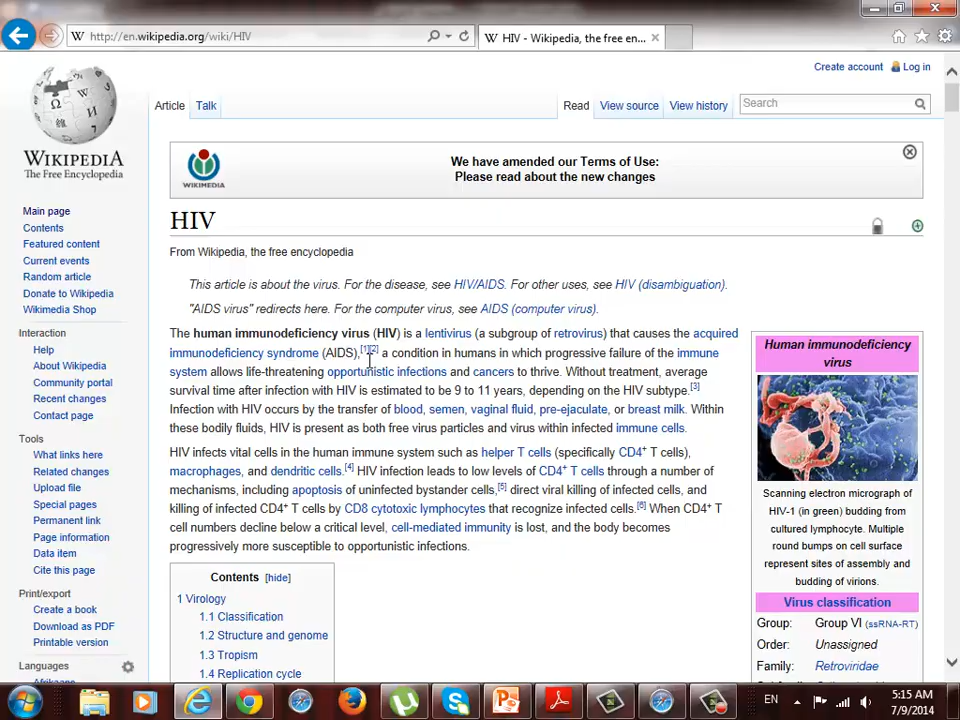 http://en.wikipedia.org/wiki/HIV
W HIV - Wikipedia, the free en...
Create account Log in
Article Talk Read View source View history Search
WIKIPEDIA
The Free Encyclopedia
WIKIMEDIA
We have amended our Terms of Use:
Please read about the new changes
Main page
Contents
Featured content
Current events
Random article
Donate to Wikipedia
Wikimedia Shop
Interaction
Help
About Wikipedia
Community portal
Recent changes
Contact page
Tools
What links here
Related changes
Upload file
Special pages
Permanent link
Page information
Data item
Cite this page
Print/export
Create a book
Download as PDF
Printable version
Languages
HIV
From Wikipedia, the free encyclopedia
This article is about the virus. For the disease, see HIV/AIDS. For other uses, see HIV (disambiguation).
"AIDS virus" redirects here. For the computer virus, see AIDS (computer virus).
The human immunodeficiency virus (HIV) is a lentivirus (a subgroup of retrovirus) that causes the acquired
immunodeficiency syndrome (AIDS),[1][2] a condition in humans in which progressive failure of the immune
system allows life-threatening opportunistic infections and cancers to thrive. Without treatment, average
survival time after infection with HIV is estimated to be 9 to 11 years, depending on the HIV subtype.[3]
Infection with HIV occurs by the transfer of blood, semen, vaginal fluid, pre-ejaculate, or breast milk. Within
these bodily fluids, HIV is present as both free virus particles and virus within infected immune cells.
HIV infects vital cells in the human immune system such as helper T cells (specifically CD4+ T cells),
macrophages, and dendritic cells.[4] HIV infection leads to low levels of CD4+ T cells through a number of
mechanisms, including apoptosis of uninfected bystander cells,[5] direct viral killing of infected cells, and
killing of infected CD4+ T cells by CD8 cytotoxic lymphocytes that recognize infected cells.[6] When CD4+ T
cell numbers decline below a critical level, cell-mediated immunity is lost, and the body becomes
progressively more susceptible to opportunistic infections.
Contents [hide]
1 Virology
1.1 Classification
1.2 Structure and genome
1.3 Tropism
1.4 Replication cycle
Human immunodeficiency
virus
Scanning electron micrograph of
HIV-1 (in green) budding from
cultured lymphocyte. Multiple
round bumps on cell surface
represent sites of assembly and
budding of virions.
Virus classification
Group: Group VI (ssRNA-RT)
Order: Unassigned
Family: Retroviridae
EN
5:15 AM
7/9/2014